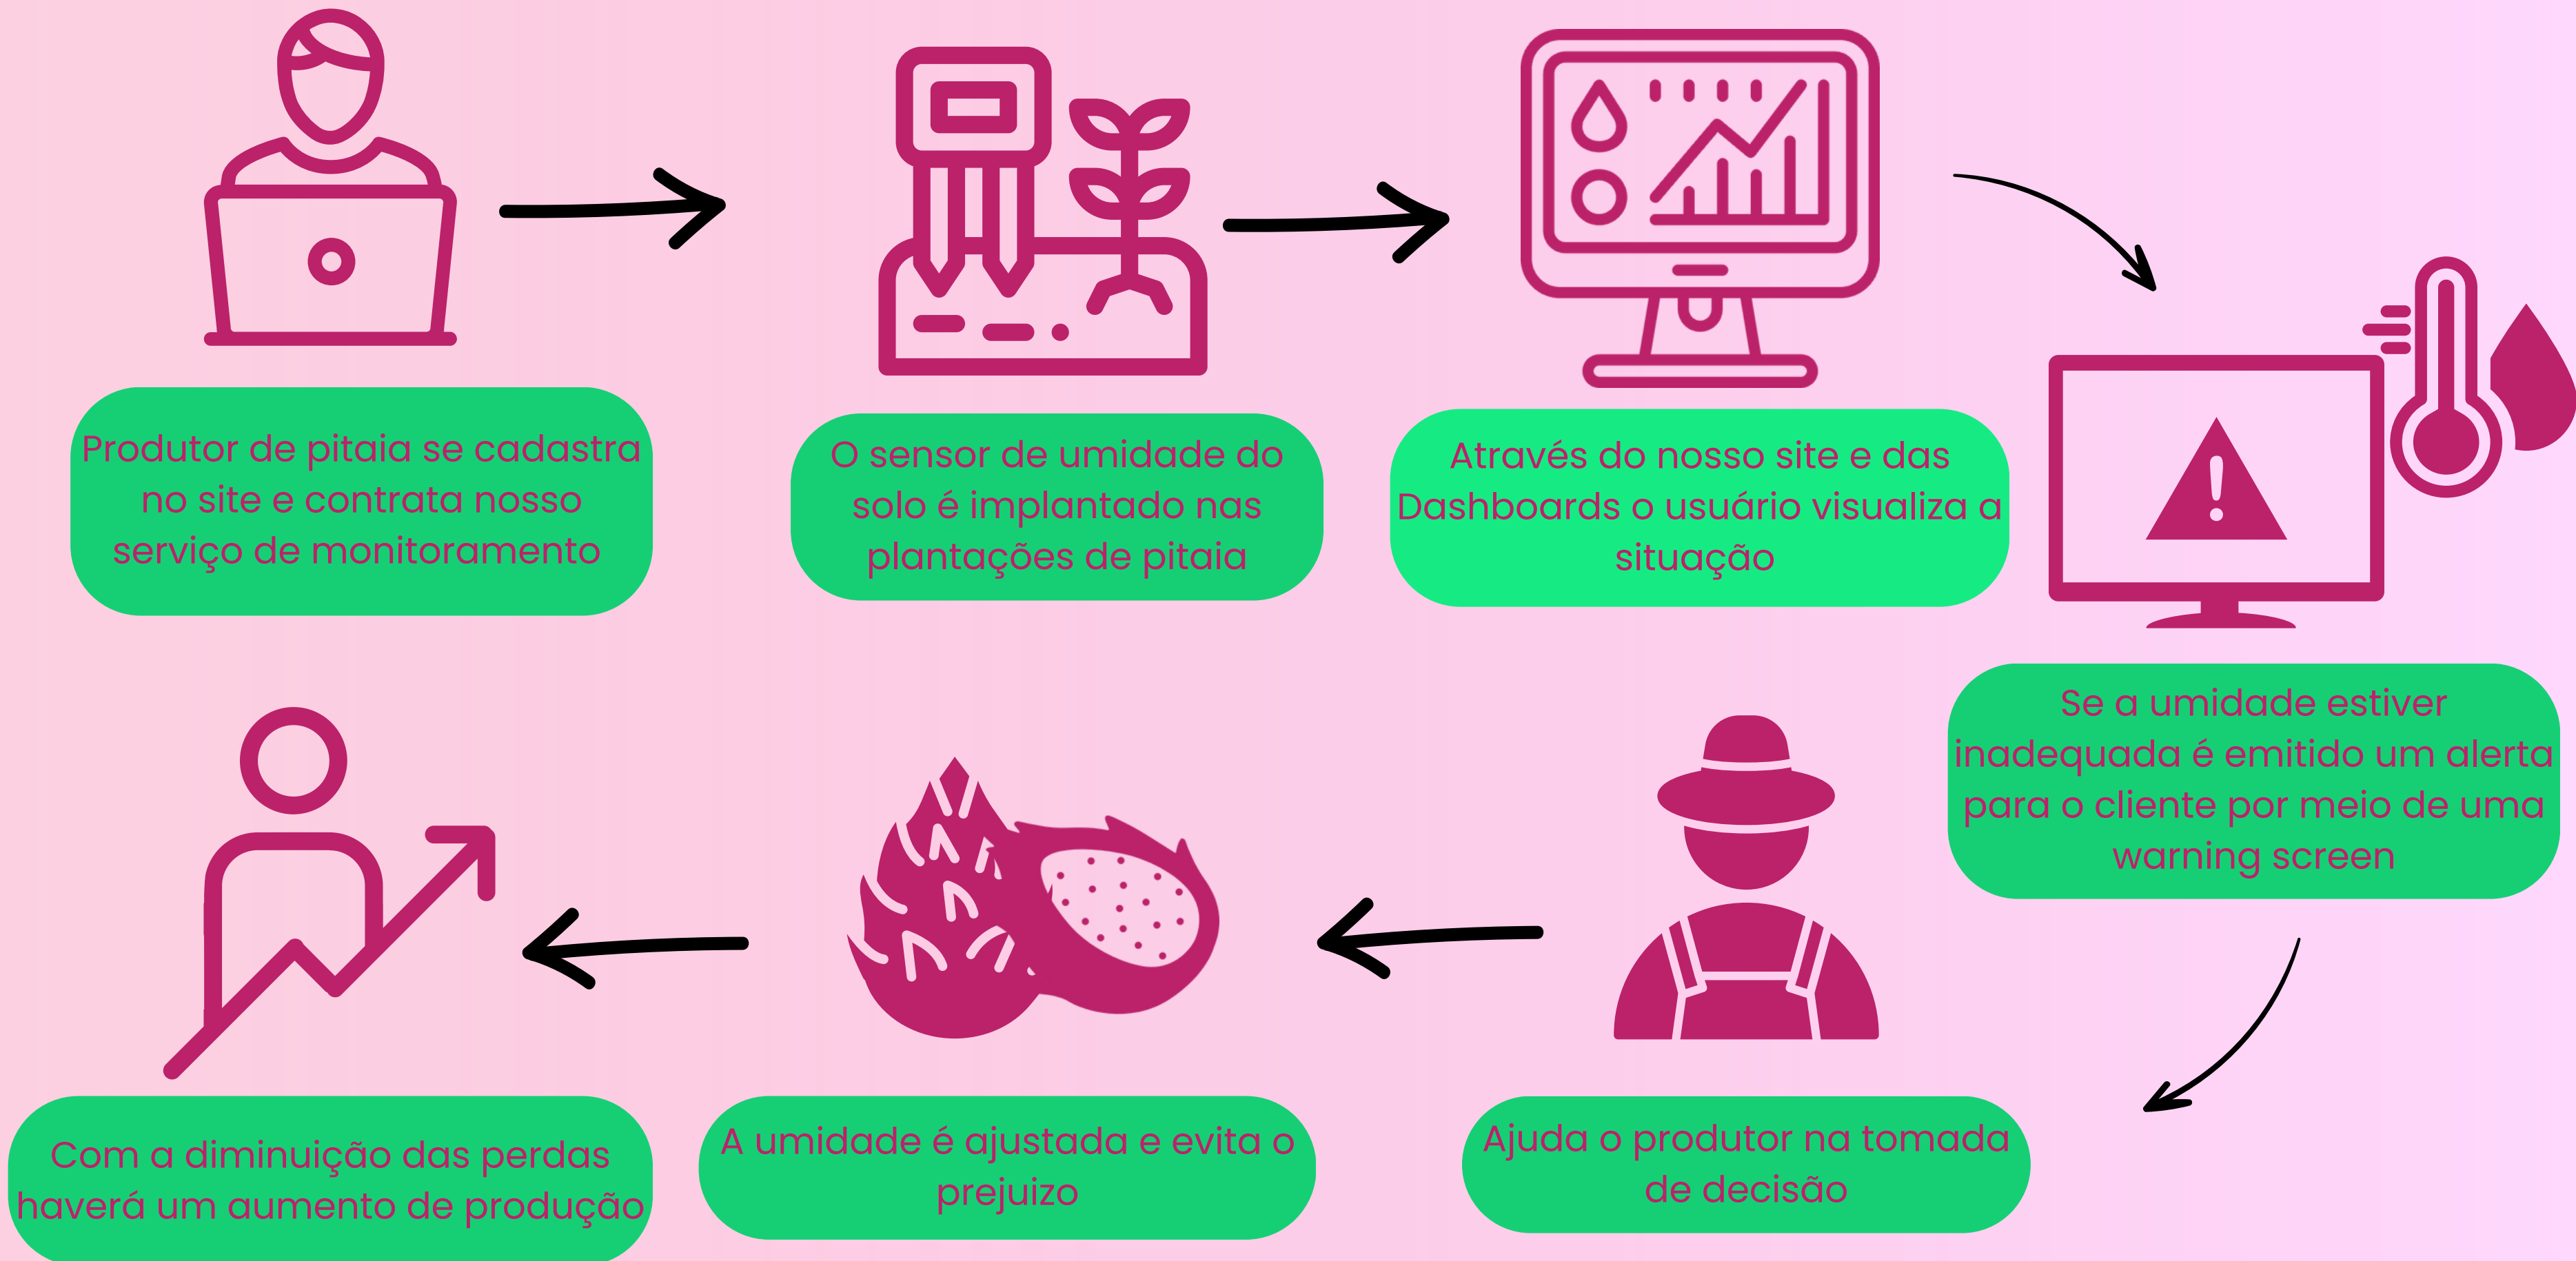 Produtor de pitaia se cadastra
no site e contrata nosso
serviço de monitoramento
O sensor de umidade do
solo é implantado nas
plantações de pitaia
Através do nosso site e das
Dashboards o usuário visualiza a
situação
Se a umidade estiver
inadequada é emitido um alerta
para o cliente por meio de uma
warning screen
Ajuda o produtor na tomada
de decisão
A umidade é ajustada e evita o
prejuizo
Com a diminuição das perdas
haverá um aumento de produção